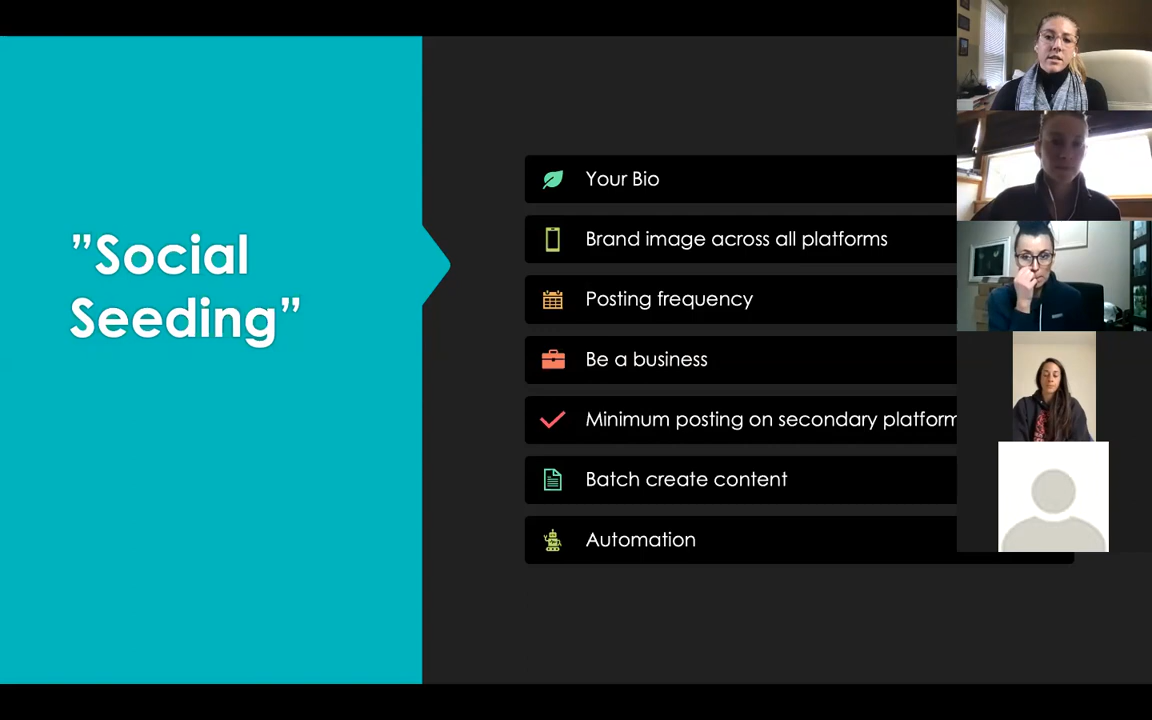 ”Social
Seeding”
Your Bio
Brand image across all platforms
Posting frequency
Be a business
Minimum posting on secondary platform
Batch create content
Automation